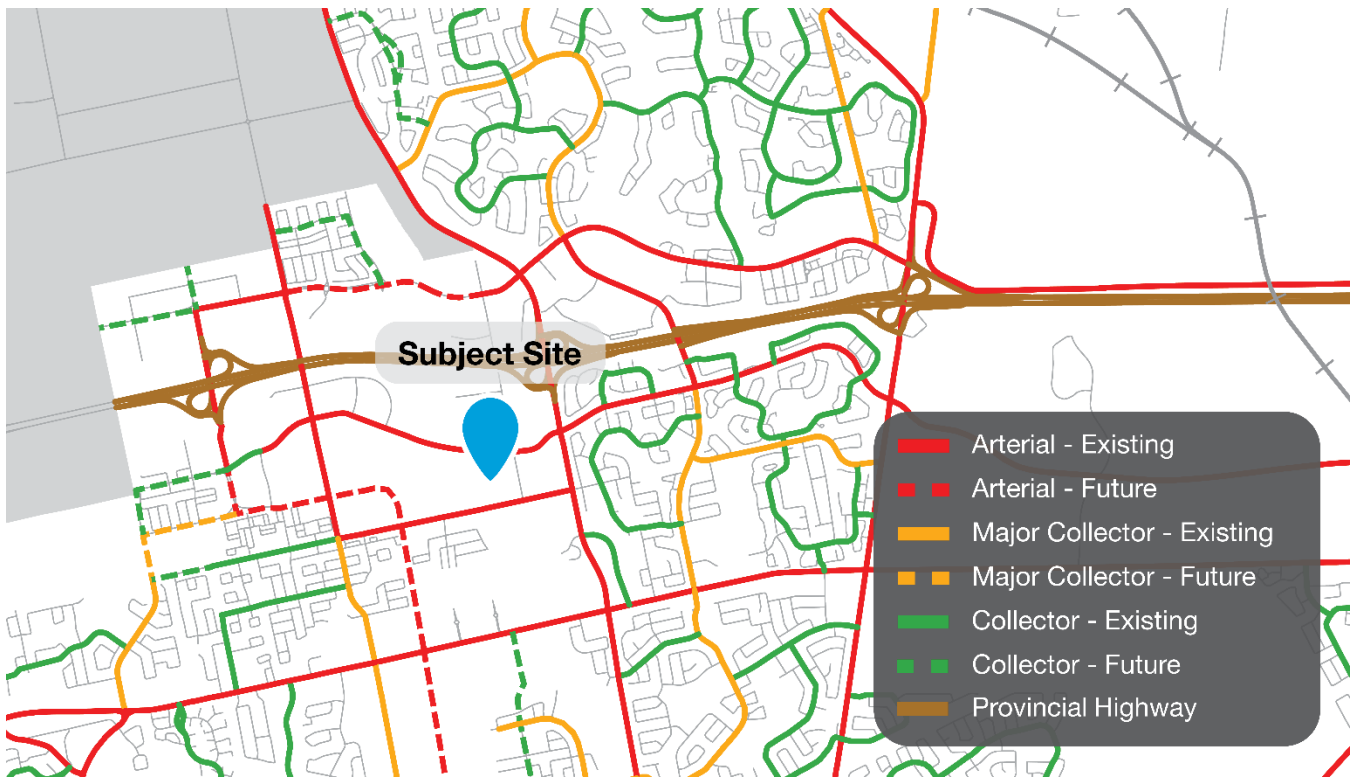 Subject Site
Arterial - Existing
Arterial - Future
Major Collector - Existing
Major Collector - Future
Collector - Existing
Collector - Future
Provincial Highway